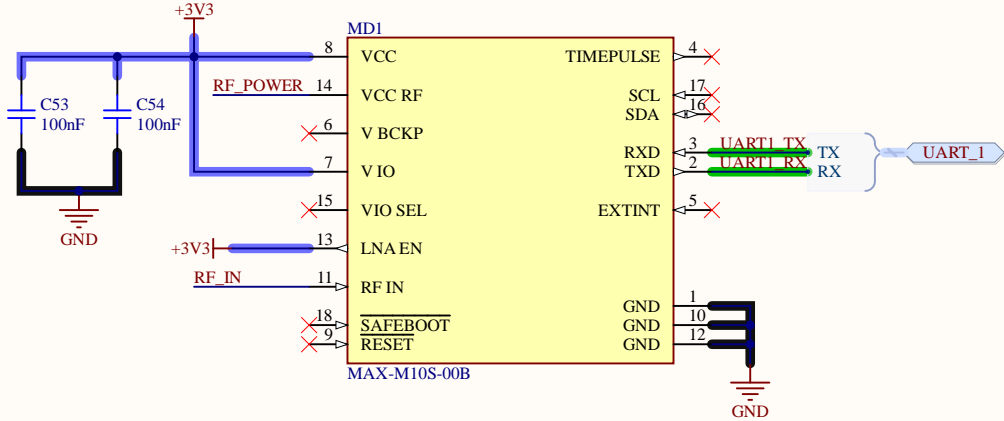 +3V3
MD1
8 VCC TIMEPULSE 4
RF_POWER 14 VCC RF SCL 17
C53 100nF
C54 100nF
SDA 16
6 V BCKP
RXD 3 UART1_TX TX UART_1
7 V IO TXD 2 UART1_RX RX
15 VIO SEL EXTINT 5
GND
+3V3 13 LNA EN
RF_IN 11 RF IN
GND 1
18 SAFEBOOT GND 10
9 RESET GND 12
MAX-M10S-00B
GND